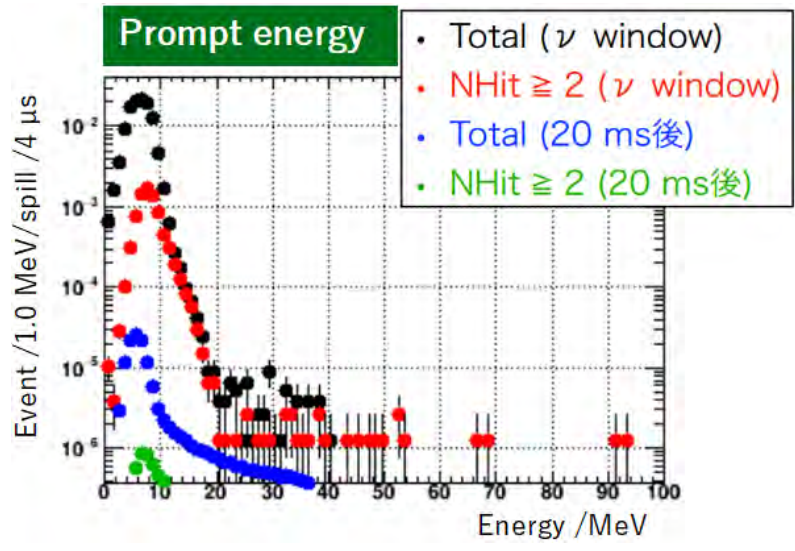 Prompt energy
Total (ν window)
NHit ≧ 2 (ν window)
Total (20 ms後)
NHit ≧ 2 (20 ms後)
Event /1.0 MeV/spill /4 μs
10⁻²
10⁻³
10⁻⁴
10⁻⁵
10⁻⁶
0 10 20 30 40 50 60 70 80 90 100
Energy /MeV